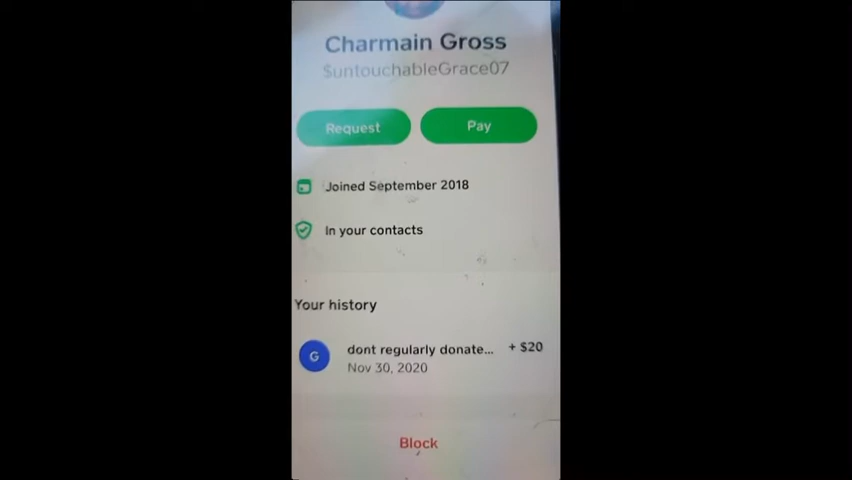 Charmain Gross
$untouchableGrace07
Request
Pay
Joined September 2018
In your contacts
Your history
G
dont regularly donate... + $20
Nov 30, 2020
Block